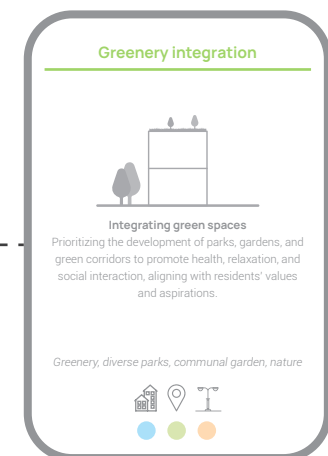 Greenery integration
Integrating green spaces
Prioritizing the development of parks, gardens, and
green corridors to promote health, relaxation, and
social interaction, aligning with residents' values
and aspirations.
Greenery, diverse parks, communal garden, nature